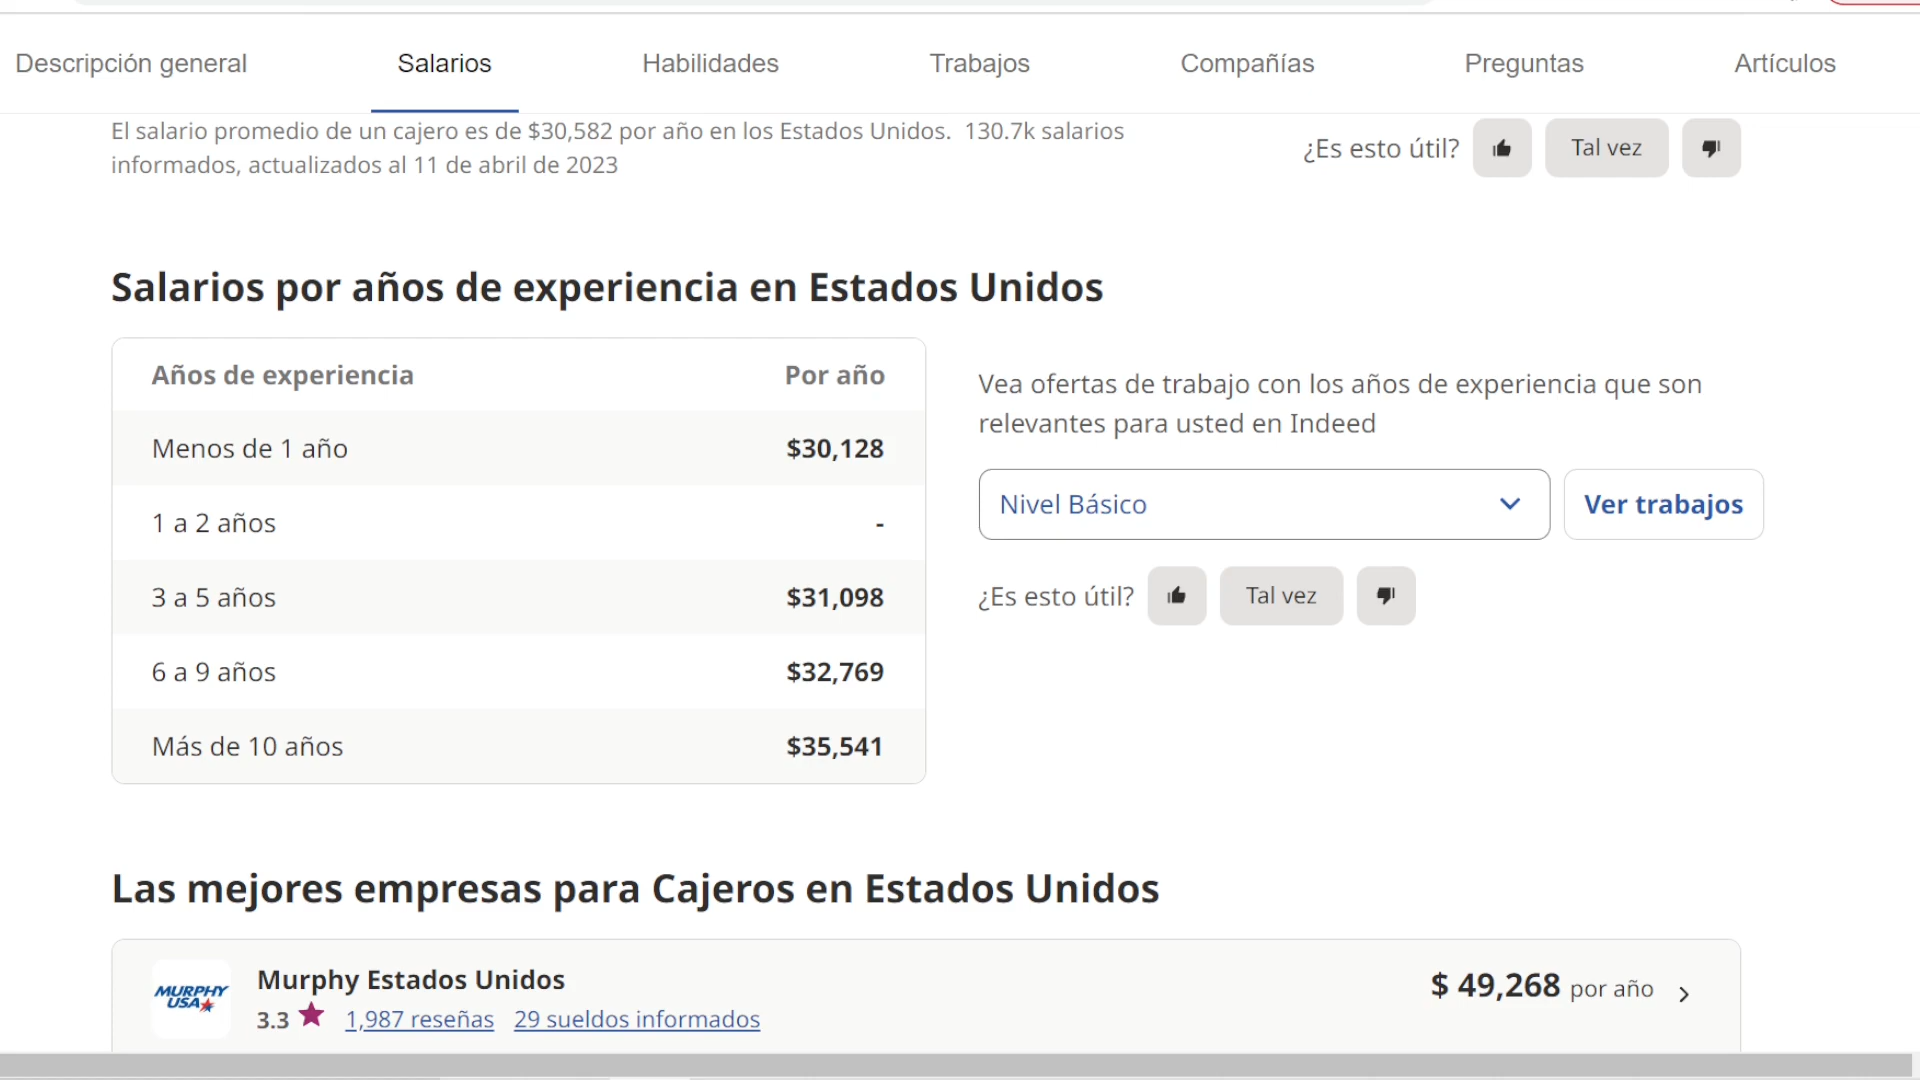 Descripción general Salarios Habilidades Trabajos Compañías Preguntas Artículos
El salario promedio de un cajero es de $30,582 por año en los Estados Unidos. 130.7k salarios
informados, actualizados al 11 de abril de 2023
¿Es esto útil? Tal vez
Salarios por años de experiencia en Estados Unidos
Años de experiencia Por año
Menos de 1 año $30,128
1 a 2 años -
3 a 5 años $31,098
6 a 9 años $32,769
Más de 10 años $35,541
Vea ofertas de trabajo con los años de experiencia que son
relevantes para usted en Indeed
Nivel Básico Ver trabajos
¿Es esto útil? Tal vez
Las mejores empresas para Cajeros en Estados Unidos
MURPHY
USA
Murphy Estados Unidos
3.3 1,987 reseñas 29 sueldos informados
$ 49,268 por año